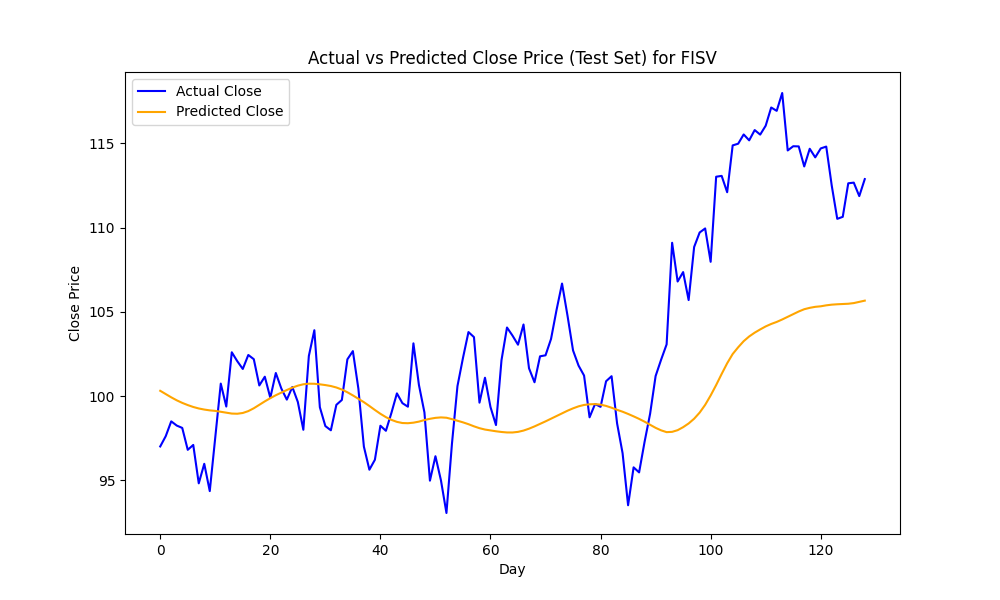 Actual vs Predicted Close Price (Test Set) for FISV
Actual Close
Predicted Close
115
110
105
100
95
Close Price
0 20 40 60 80 100 120
Day